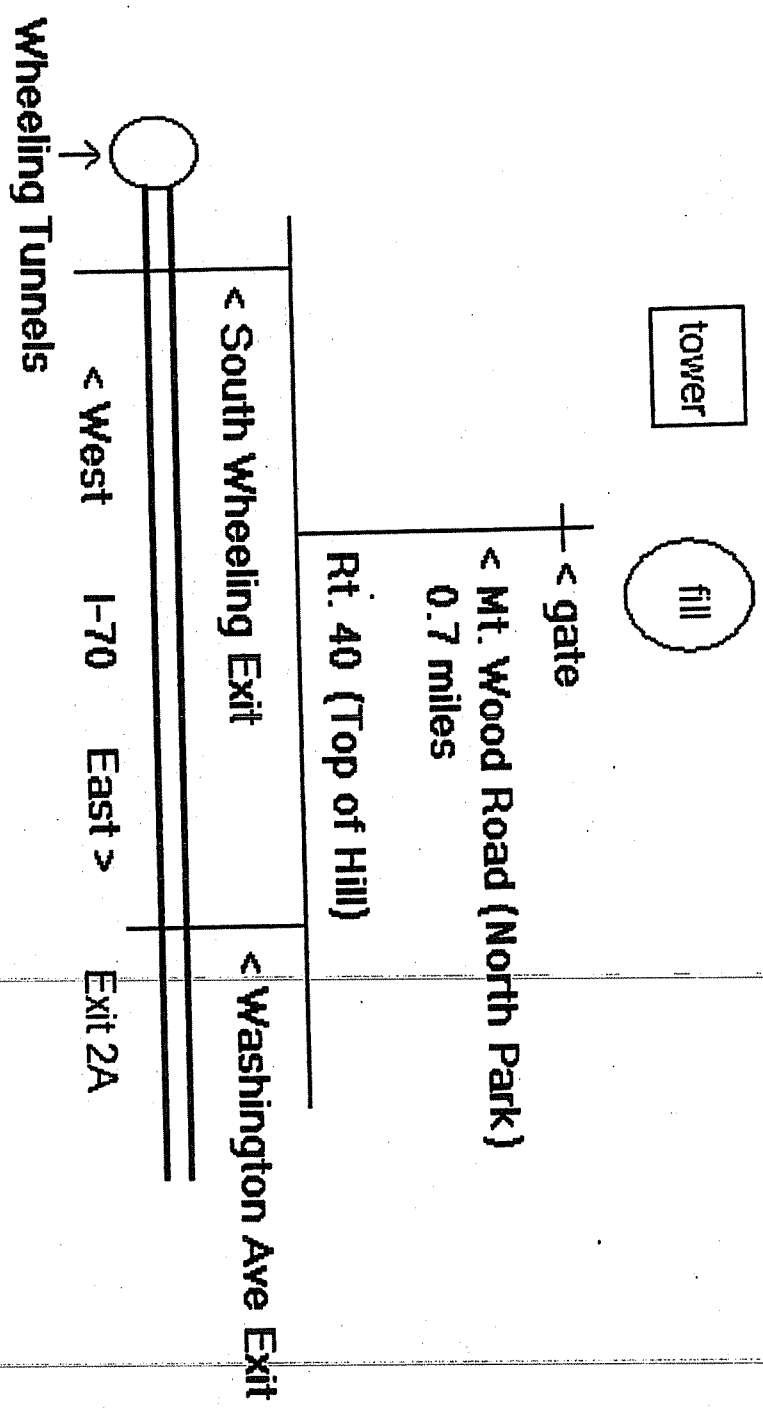 tower
fill
< gate
< Mt. Wood Road (North Park)
0.7 miles
Rt. 40 (Top of Hill)
< South Wheeling Exit
< Washington Ave Exit
< West I-70 East > Exit 2A
Wheeling Tunnels